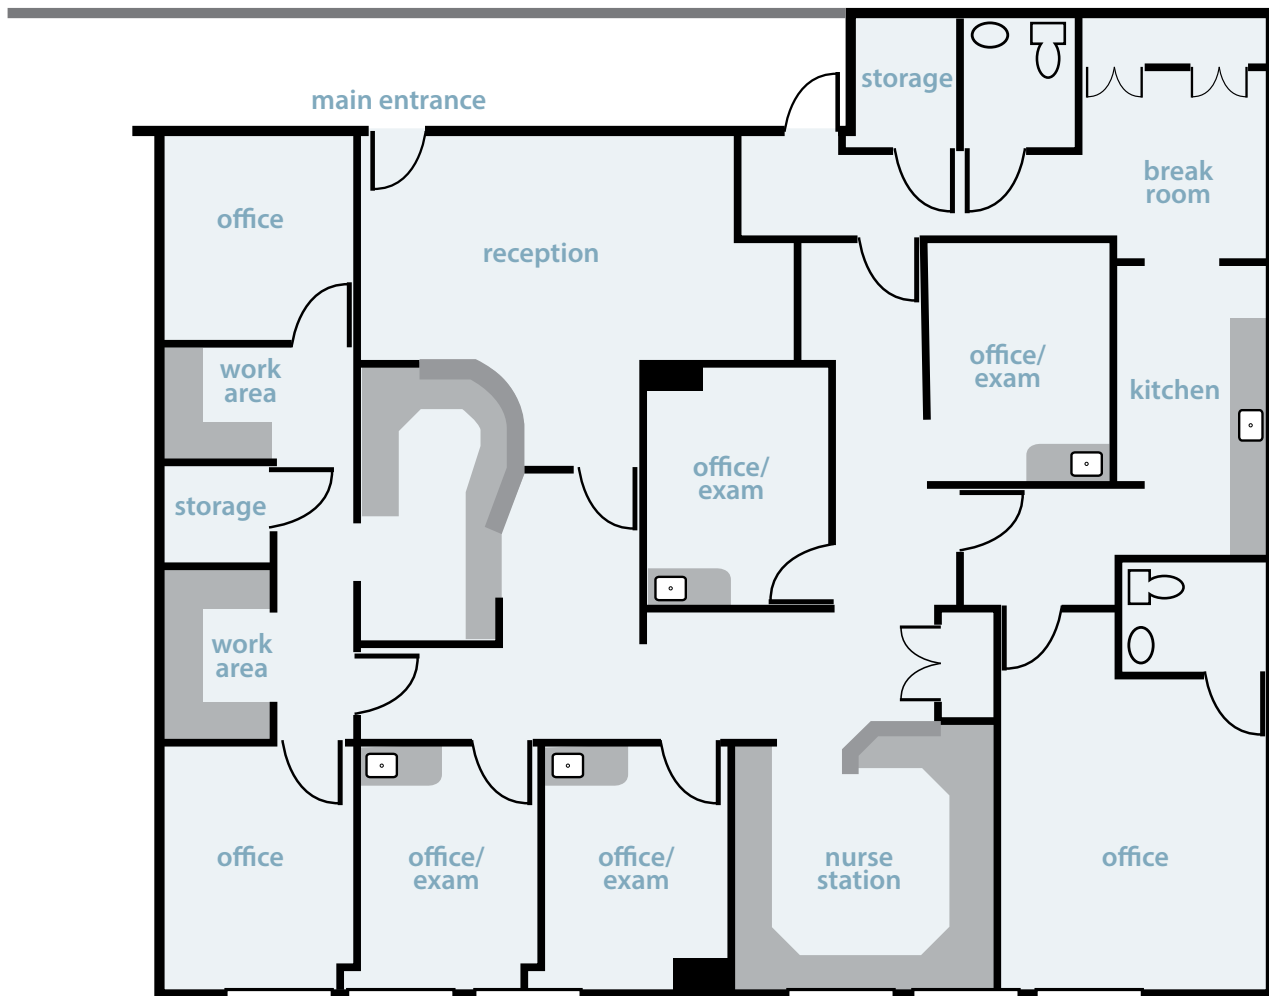 storage
main entrance
break
room
office
reception
office/
exam
work
area
kitchen
office/
exam
storage
work
area
office
office/
exam
office/
exam
nurse
station
office